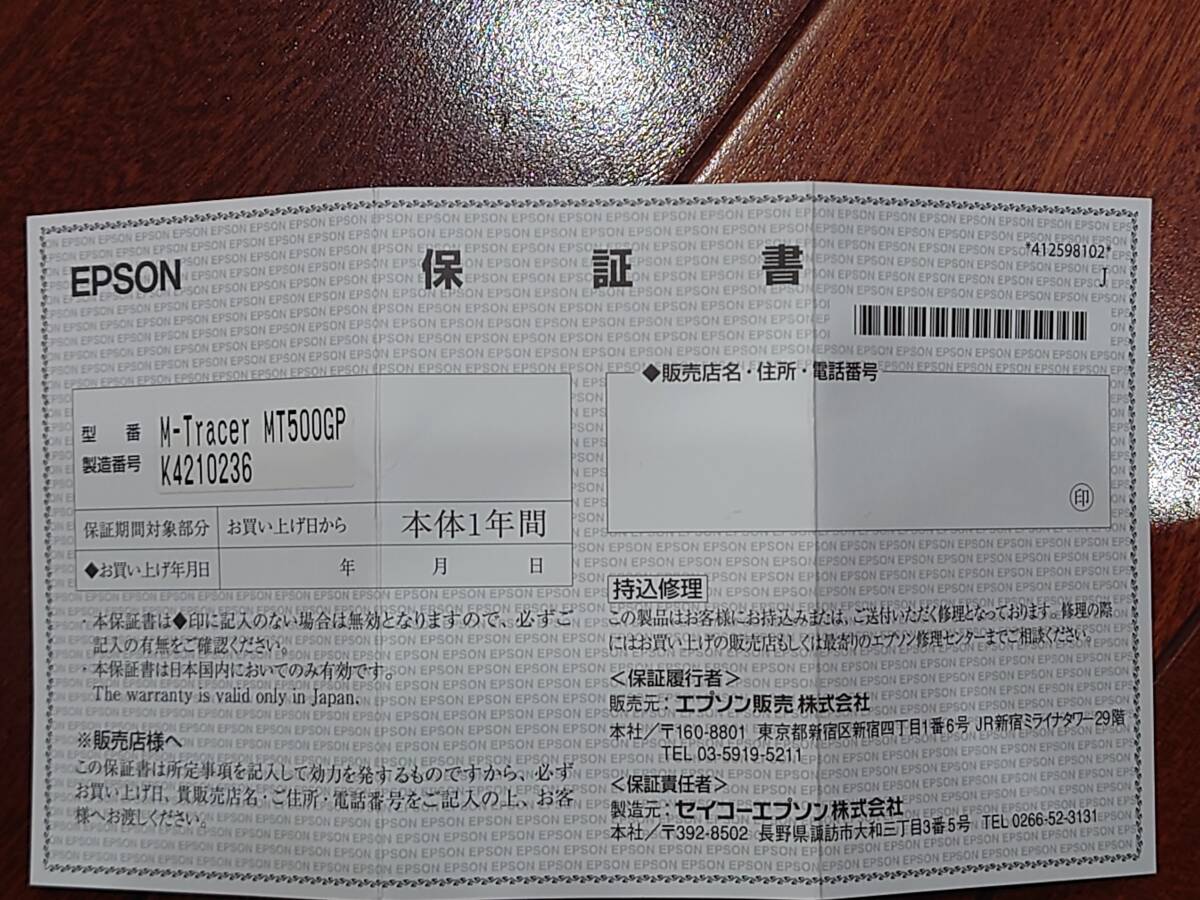 EPSON
保証書
*412598102*
J
型番 M-Tracer MT500GP
製造番号 K4210236
保証期間対象部分 お買い上げ日から 本体1年間
◆お買い上げ年月日 年 月 日
・本保証書は◆印に記入のない場合は無効となりますので、必ずご
記入の有無をご確認ください。
・本保証書は日本国内においてのみ有効です。
The warranty is valid only in Japan.
※販売店様へ
この保証書は所定事項を記入して効力を発するものですから、必ず
お買い上げ日、貴販売店名・ご住所・電話番号をご記入の上、お客
様へお渡しください。
◆販売店名・住所・電話番号
印
持込修理
この製品はお客様にお持込みまたは、ご送付いただく修理となっております。修理の際
にはお買い上げの販売店もしくは最寄りのエプソン修理センターまでご相談ください。
＜保証履行者＞
販売元：エプソン販売 株式会社
本社／〒160-8801 東京都新宿区新宿四丁目1番6号 JR新宿ミライナタワー29階
TEL 03-5919-5211
＜保証責任者＞
製造元：セイコーエプソン株式会社
本社／〒392-8502 長野県諏訪市大和三丁目3番5号 TEL 0266-52-3131